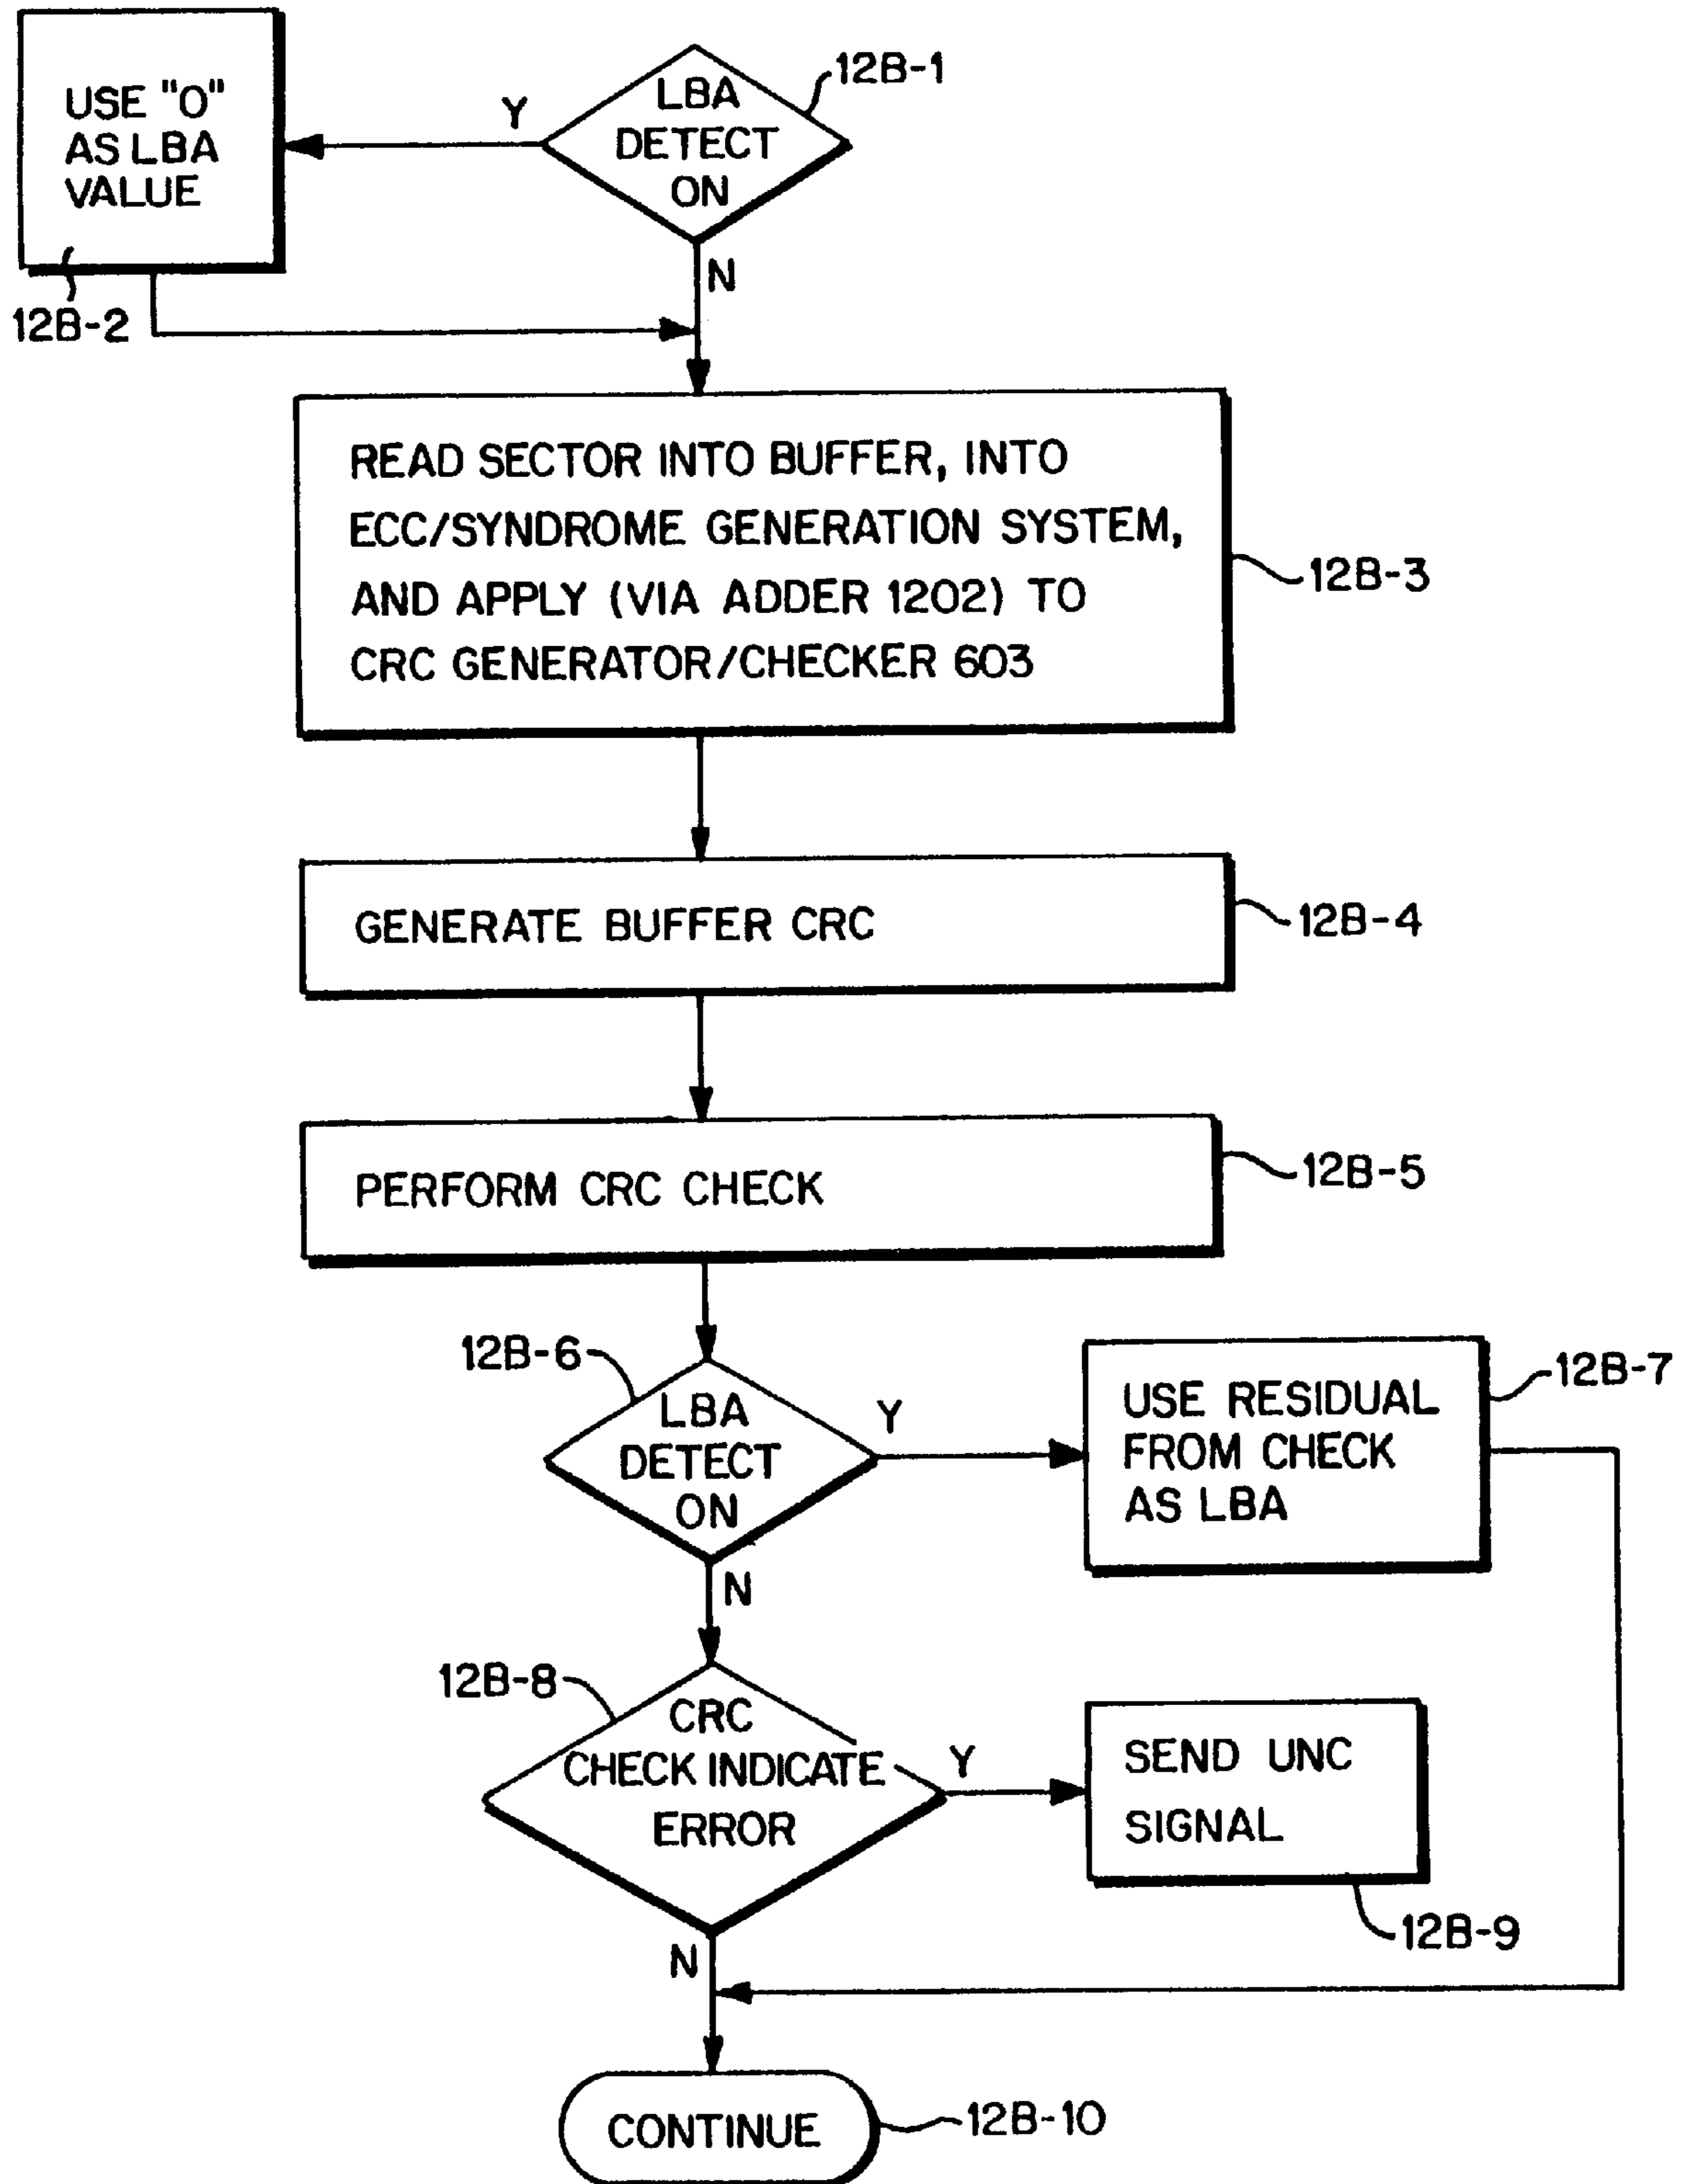 USE "0"
AS LBA
VALUE
12B-2
Y
LBA
DETECT
ON
12B-1
N
READ SECTOR INTO BUFFER, INTO
ECC/SYNDROME GENERATION SYSTEM,
AND APPLY (VIA ADDER 1202) TO
CRC GENERATOR/CHECKER 603
12B-3
GENERATE BUFFER CRC
12B-4
PERFORM CRC CHECK
12B-5
12B-6
LBA
DETECT
ON
Y
N
USE RESIDUAL
FROM CHECK
AS LBA
12B-7
12B-8
CRC
CHECK INDICATE
ERROR
Y
N
SEND UNC
SIGNAL
12B-9
CONTINUE
12B-10